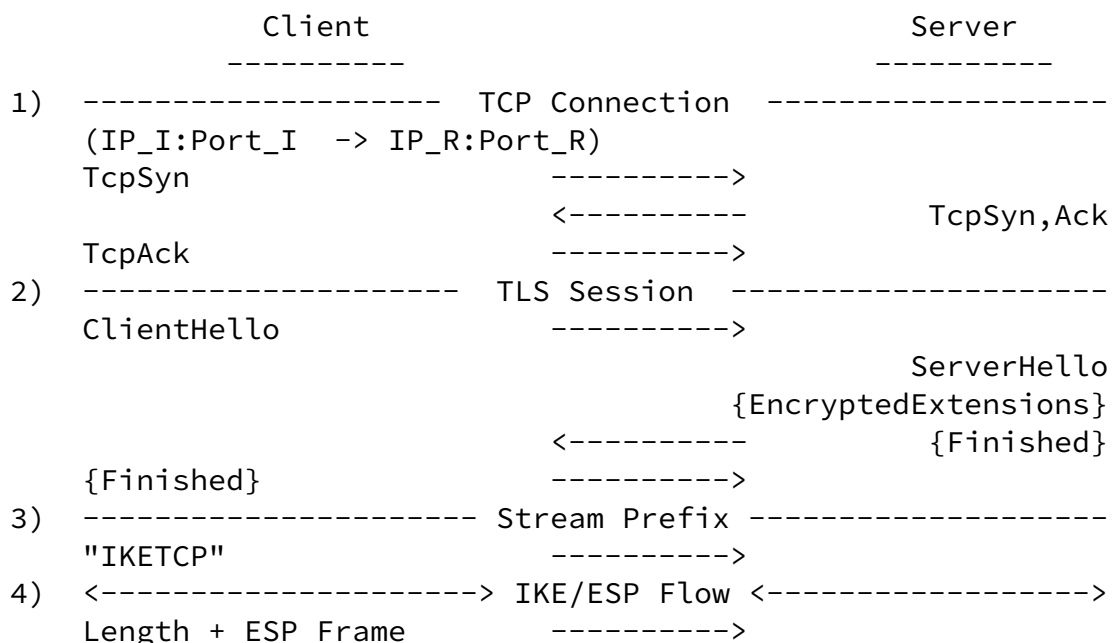 Client Server
---------- ----------
1) --------------------- TCP Connection --------------------
(IP_I:Port_I -> IP_R:Port_R)
TcpSyn ---------->
<---------- TcpSyn,Ack
TcpAck ---------->
2) --------------------- TLS Session ---------------------
ClientHello ---------->
ServerHello
{EncryptedExtensions}
<---------- {Finished}
{Finished} ---------->
3) ---------------------- Stream Prefix --------------------
"IKETCP" ---------->
4) <---------------------> IKE/ESP Flow <------------------>
Length + ESP Frame ---------->